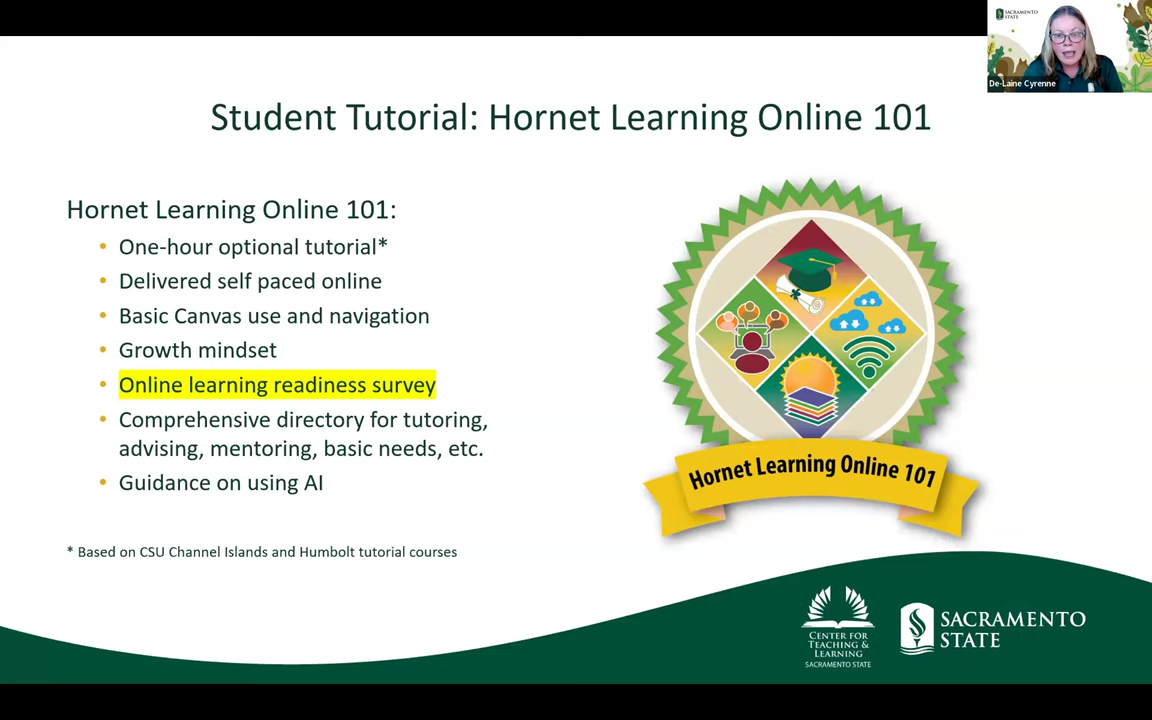 SACRAMENTO
STATE
De-Laine Cyrenne
Student Tutorial: Hornet Learning Online 101
Hornet Learning Online 101:
• One-hour optional tutorial*
• Delivered self paced online
• Basic Canvas use and navigation
• Growth mindset
• Online learning readiness survey
• Comprehensive directory for tutoring,
advising, mentoring, basic needs, etc.
• Guidance on using AI
* Based on CSU Channel Islands and Humbolt tutorial courses
Hornet Learning Online 101
CENTER FOR
TEACHING &
LEARNING
SACRAMENTO STATE
SACRAMENTO
STATE